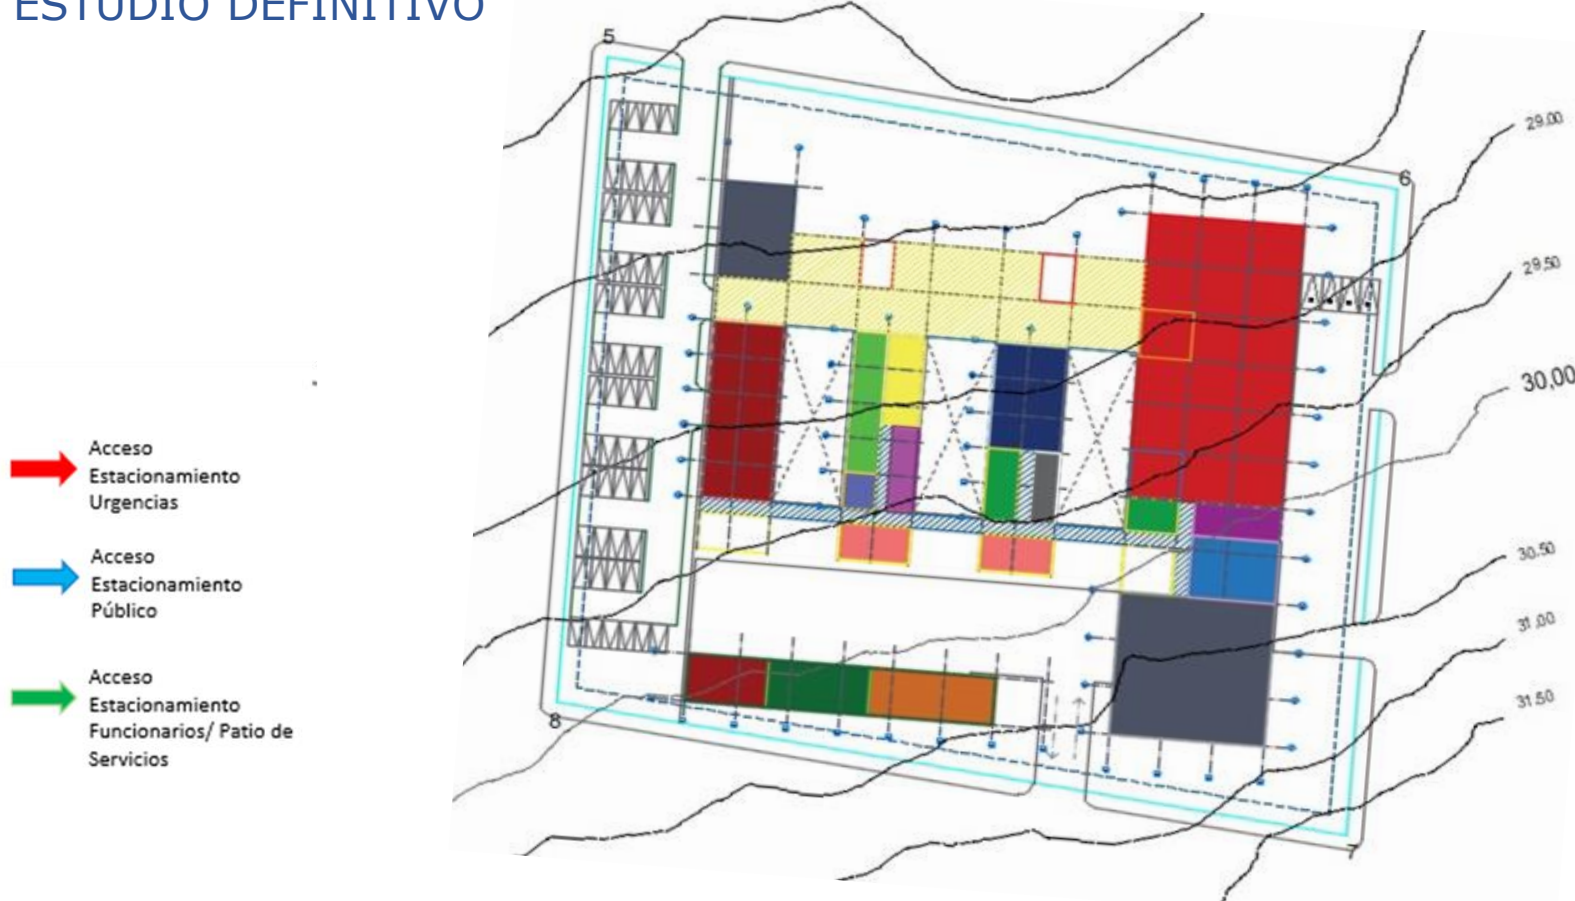 ESTUDIO DEFINITIVO
5
6
29.00
29.50
30,00
Acceso
Estacionamiento
Urgencias
30.50
Acceso
Estacionamiento
Público
31.00
Acceso
Estacionamiento
Funcionarios/ Patio de
Servicios
31.50
8
7